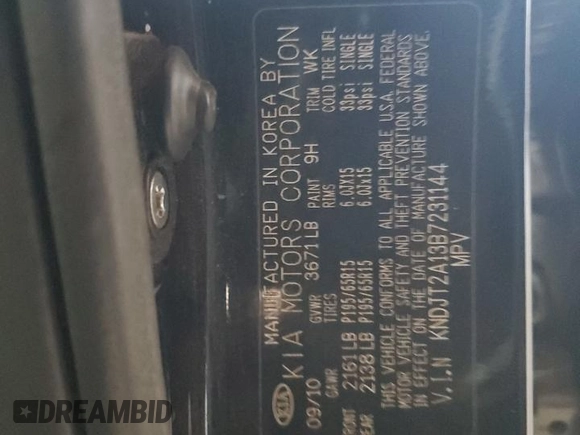 MANUFACTURED IN KOREA BY
KIA KIA MOTORS CORPORATION
09/10 GVWR 3671LB PAINT 9H TRIM WK
GAWR TIRES RIMS COLD TIRE INFL
FRONT 2161LB P195/65R15 6.0JX15 33psi SINGLE
REAR 2138LB P195/65R15 6.0Jx15 33psi SINGLE
THIS VEHICLE CONFORMS TO ALL APPLICABLE U.S.A. FEDERAL
MOTOR VEHICLE SAFETY AND THEFT PREVENTION STANDARDS
IN EFFECT ON THE DATE OF MANUFACTURE SHOWN ABOVE.
V.I.N KNDJT2A13B7231144
MPV
DREAMBID